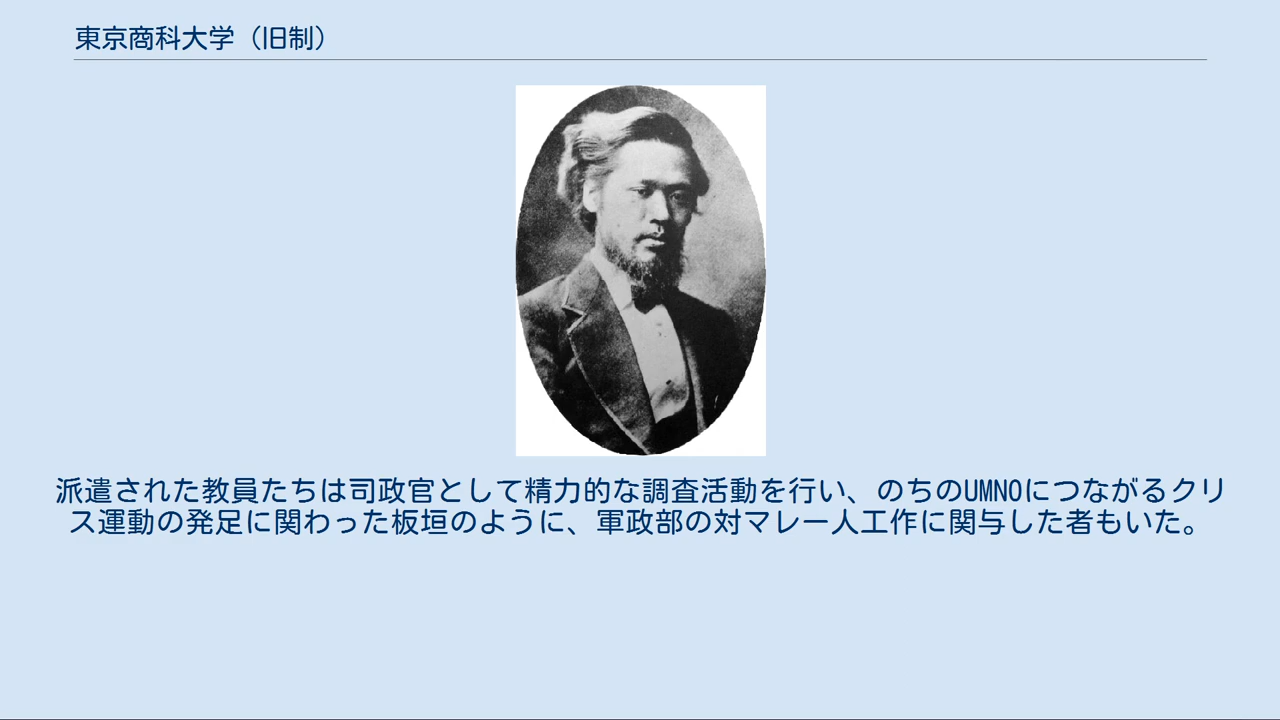 東京商科大学（旧制）
派遣された教員たちは司政官として精力的な調査活動を行い、のちのUMNOにつながるクリ
ス運動の発足に関わった板垣のように、軍政部の対マレー人工作に関与した者もいた。